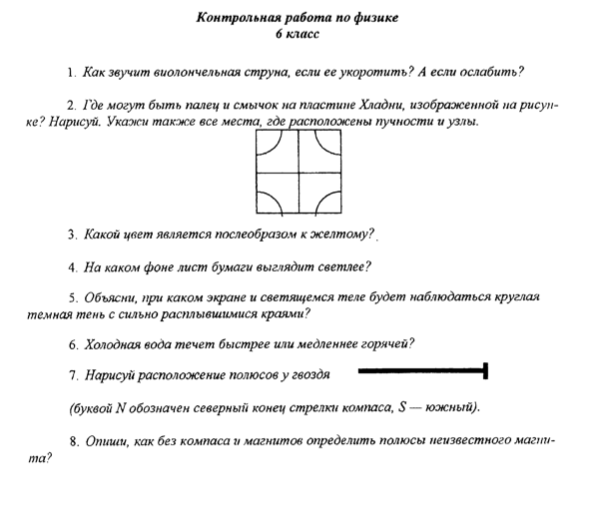 Контрольная работа по физике
6 класс
1. Как звучит виолончельная струна, если ее укоротить? А если ослабить?
2. Где могут быть палец и смычок на пластине Хладни, изображенной на рисун-
ке? Нарисуй. Укажи также все места, где расположены пучности и узлы.
3. Какой цвет является послеобразом к желтому?
4. На каком фоне лист бумаги выглядит светлее?
5. Объясни, при каком экране и светящемся теле будет наблюдаться круглая
темная тень с сильно расплывшимися краями?
6. Холодная вода течет быстрее или медленнее горячей?
7. Нарисуй расположение полюсов у гвоздя
(буквой N обозначен северный конец стрелки компаса, S — южный).
8. Опиши, как без компаса и магнитов определить полюсы неизвестного магни-
та?